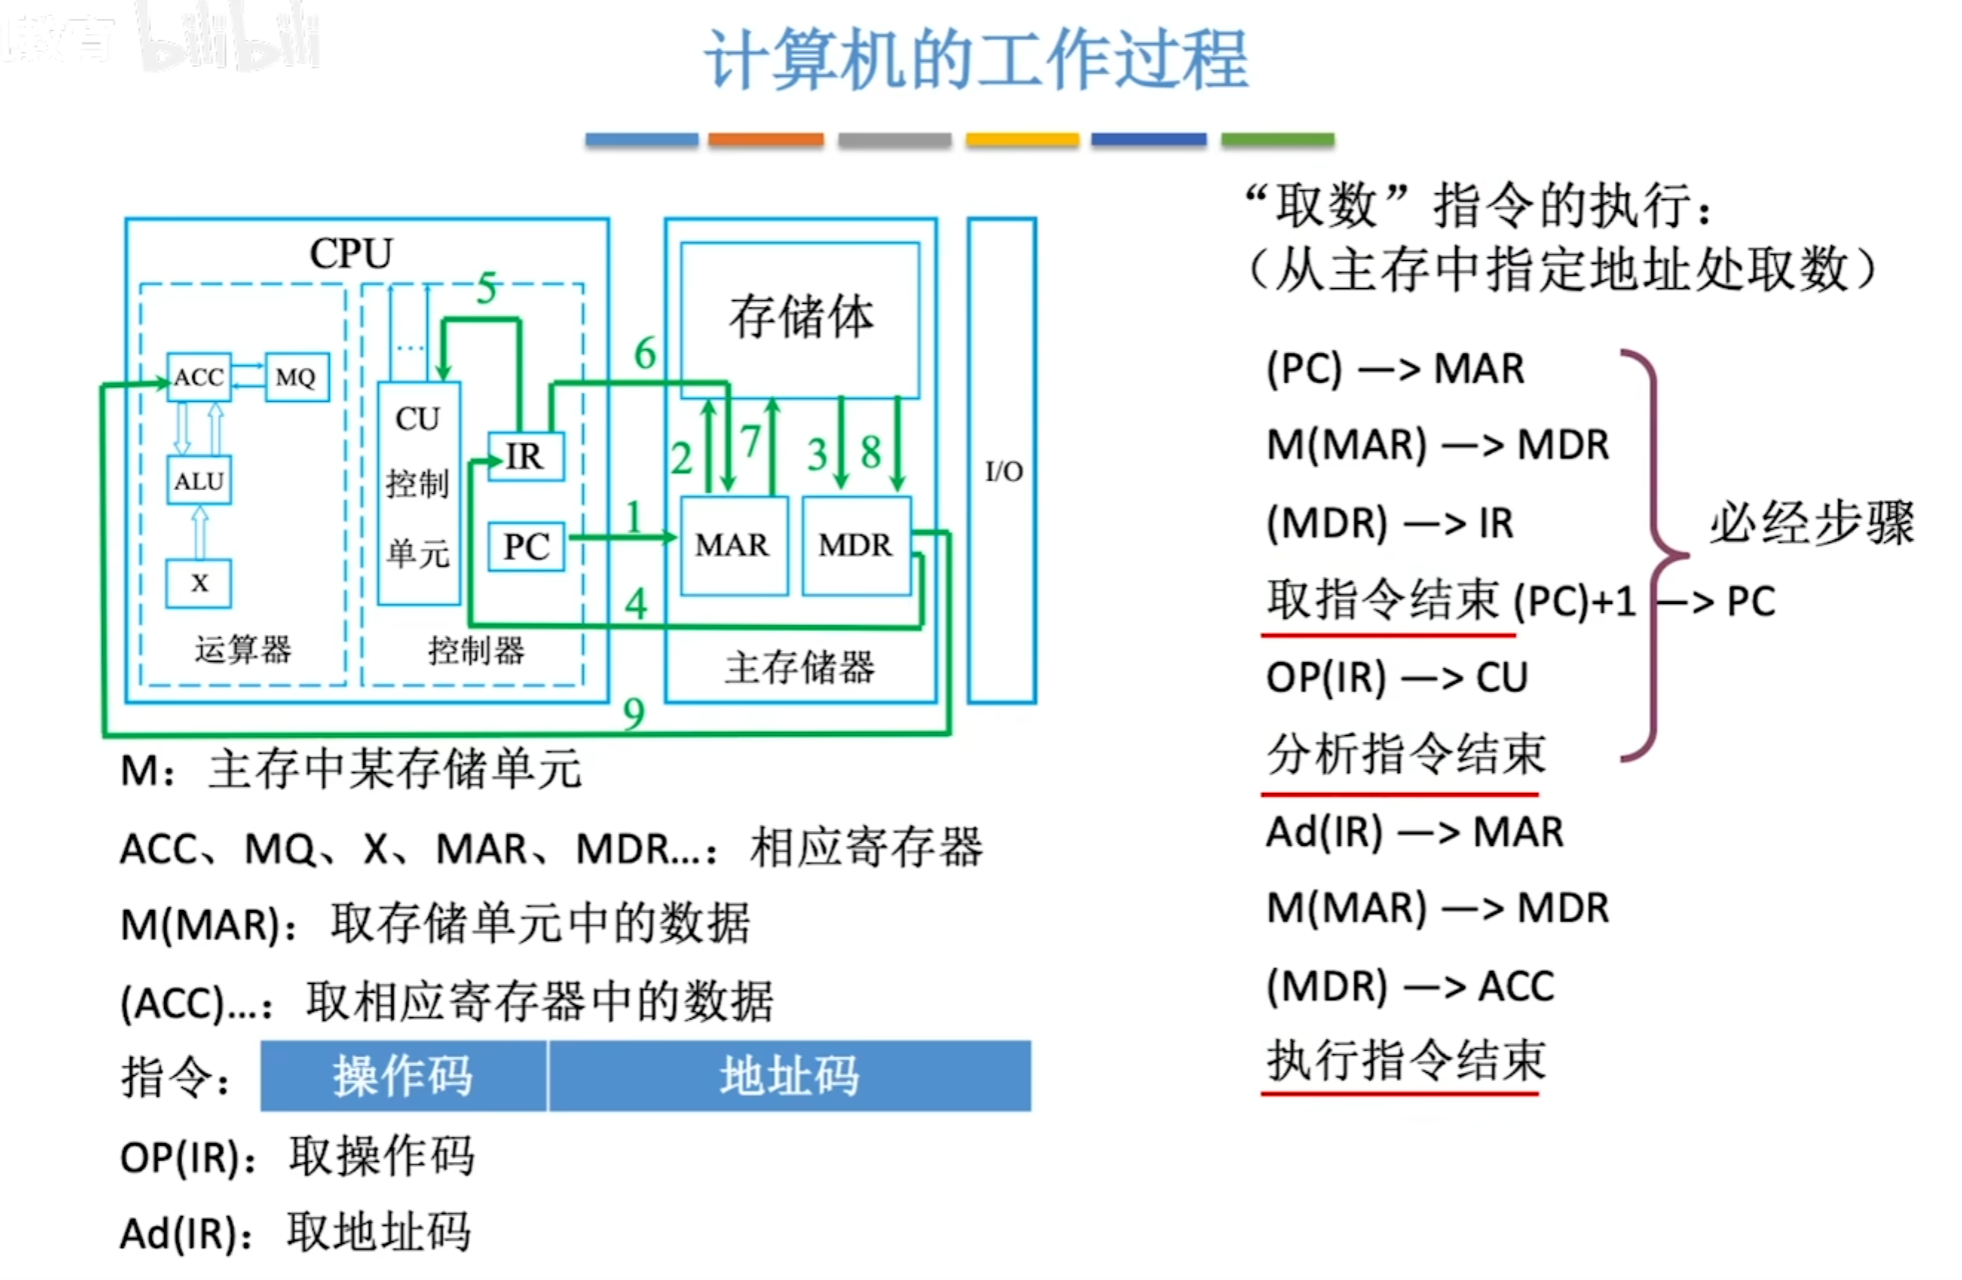 教育 bilibili
计算机的工作过程
CPU
ACC
MQ
ALU
X
运算器
…
CU
控制
单元
IR
PC
控制器
5
6
1
4
9
存储体
2
7
3
8
MAR
MDR
主存储器
I/O
M：主存中某存储单元
ACC、MQ、X、MAR、MDR…：相应寄存器
M(MAR)：取存储单元中的数据
(ACC)…：取相应寄存器中的数据
指令：操作码 地址码
OP(IR)：取操作码
Ad(IR)：取地址码
“取数”指令的执行：
（从主存中指定地址处取数）
(PC) —> MAR
M(MAR) —> MDR
(MDR) —> IR
取指令结束 (PC)+1 —> PC
OP(IR) —> CU
分析指令结束
必经步骤
Ad(IR) —> MAR
M(MAR) —> MDR
(MDR) —> ACC
执行指令结束